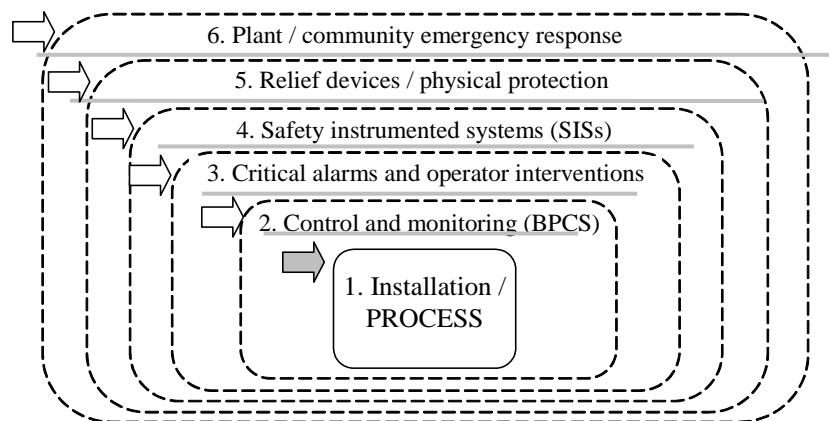 6. Plant / community emergency response
5. Relief devices / physical protection
4. Safety instrumented systems (SISs)
3. Critical alarms and operator interventions
2. Control and monitoring (BPCS)
1. Installation /
PROCESS